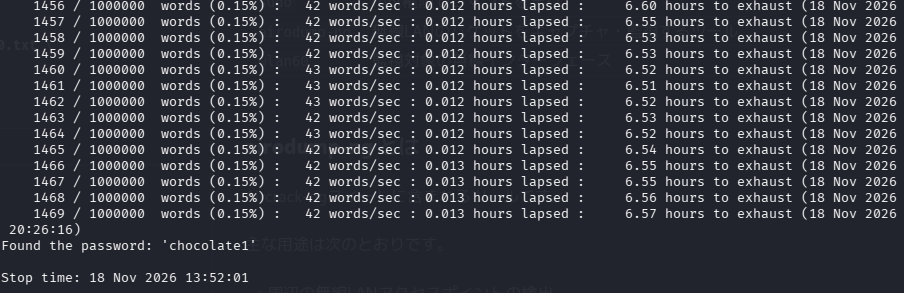 1456 / 1000000  words (0.15%) :   42 words/sec : 0.012 hours lapsed :     6.60 hours to exhaust (18 Nov 2026
1457 / 1000000  words (0.15%) :   42 words/sec : 0.012 hours lapsed :     6.55 hours to exhaust (18 Nov 2026
1458 / 1000000  words (0.15%) :   42 words/sec : 0.012 hours lapsed :     6.53 hours to exhaust (18 Nov 2026
1459 / 1000000  words (0.15%) :   42 words/sec : 0.012 hours lapsed :     6.53 hours to exhaust (18 Nov 2026
1460 / 1000000  words (0.15%) :   43 words/sec : 0.012 hours lapsed :     6.52 hours to exhaust (18 Nov 2026
1461 / 1000000  words (0.15%) :   43 words/sec : 0.012 hours lapsed :     6.51 hours to exhaust (18 Nov 2026
1462 / 1000000  words (0.15%) :   43 words/sec : 0.012 hours lapsed :     6.52 hours to exhaust (18 Nov 2026
1463 / 1000000  words (0.15%) :   42 words/sec : 0.012 hours lapsed :     6.53 hours to exhaust (18 Nov 2026
1464 / 1000000  words (0.15%) :   43 words/sec : 0.012 hours lapsed :     6.52 hours to exhaust (18 Nov 2026
1465 / 1000000  words (0.15%) :   42 words/sec : 0.012 hours lapsed :     6.54 hours to exhaust (18 Nov 2026
1466 / 1000000  words (0.15%) :   42 words/sec : 0.013 hours lapsed :     6.55 hours to exhaust (18 Nov 2026
1467 / 1000000  words (0.15%) :   42 words/sec : 0.013 hours lapsed :     6.55 hours to exhaust (18 Nov 2026
1468 / 1000000  words (0.15%) :   42 words/sec : 0.013 hours lapsed :     6.56 hours to exhaust (18 Nov 2026
1469 / 1000000  words (0.15%) :   42 words/sec : 0.013 hours lapsed :     6.57 hours to exhaust (18 Nov 2026
20:26:16)
Found the password: 'chocolate1'
な用途は次のとおりです。
Stop time: 18 Nov 2026 13:52:01